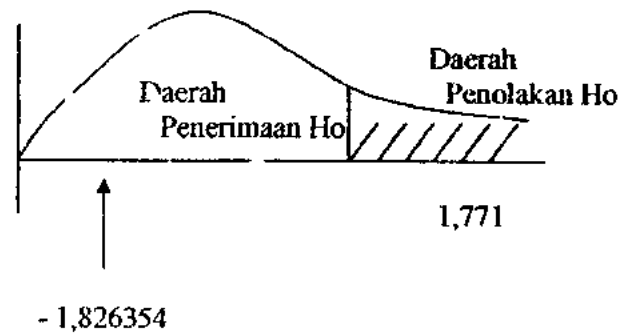 Daerah
Penolakan Ho
Daerah
Penerimaan Ho
1,771
- 1,826354